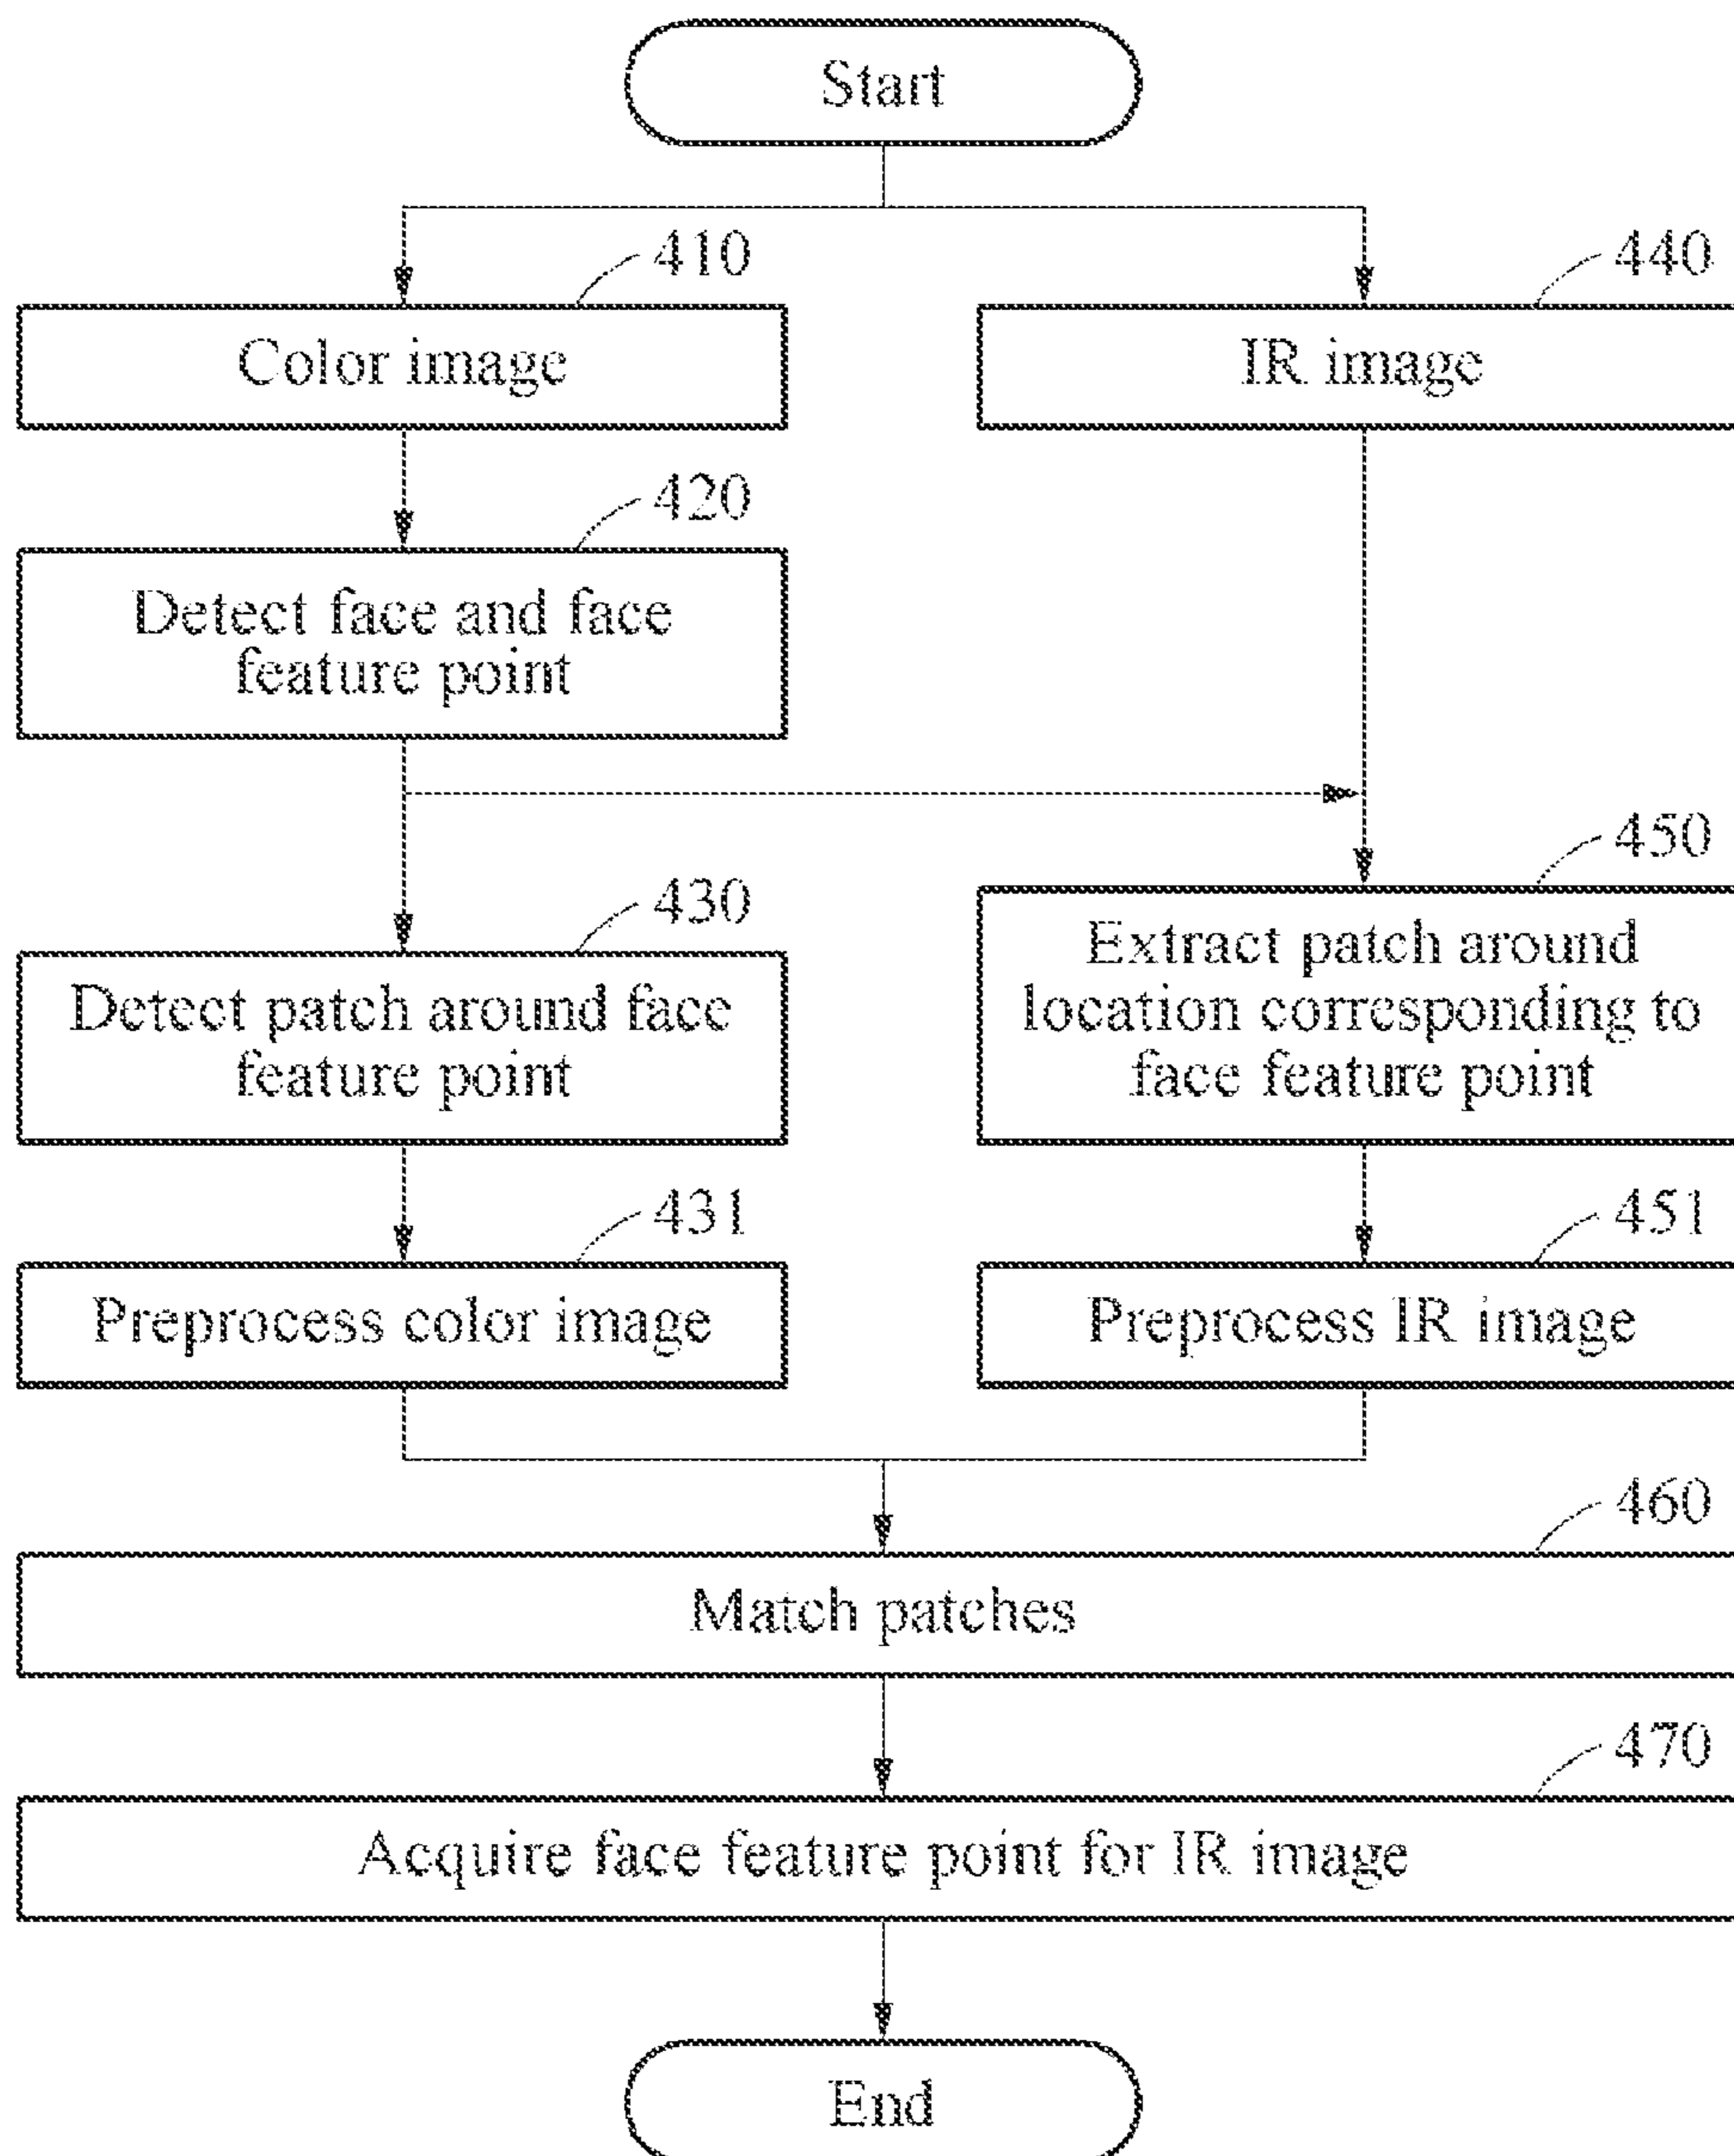 Start
410
440
Color image
IR image
420
Detect face and face
feature point
450
430
Extract patch around
location corresponding to
face feature point
Detect patch around face
feature point
431
451
Preprocess color image
Preprocess IR image
460
Match patches
470
Acquire face feature point for IR image
End